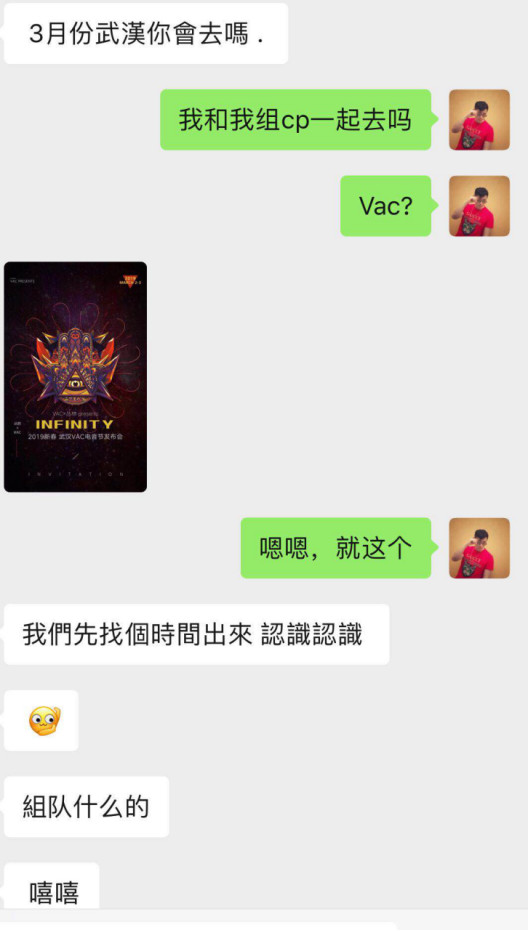 3月份武漢你會去嗎 .
我和我组cp一起去吗
Vac?
INFINITY
2019新春 武汉VAC电音节发布会
INVITATION
嗯嗯，就这个
我們先找個時間出來 認識認識
組队什么的
嘻嘻